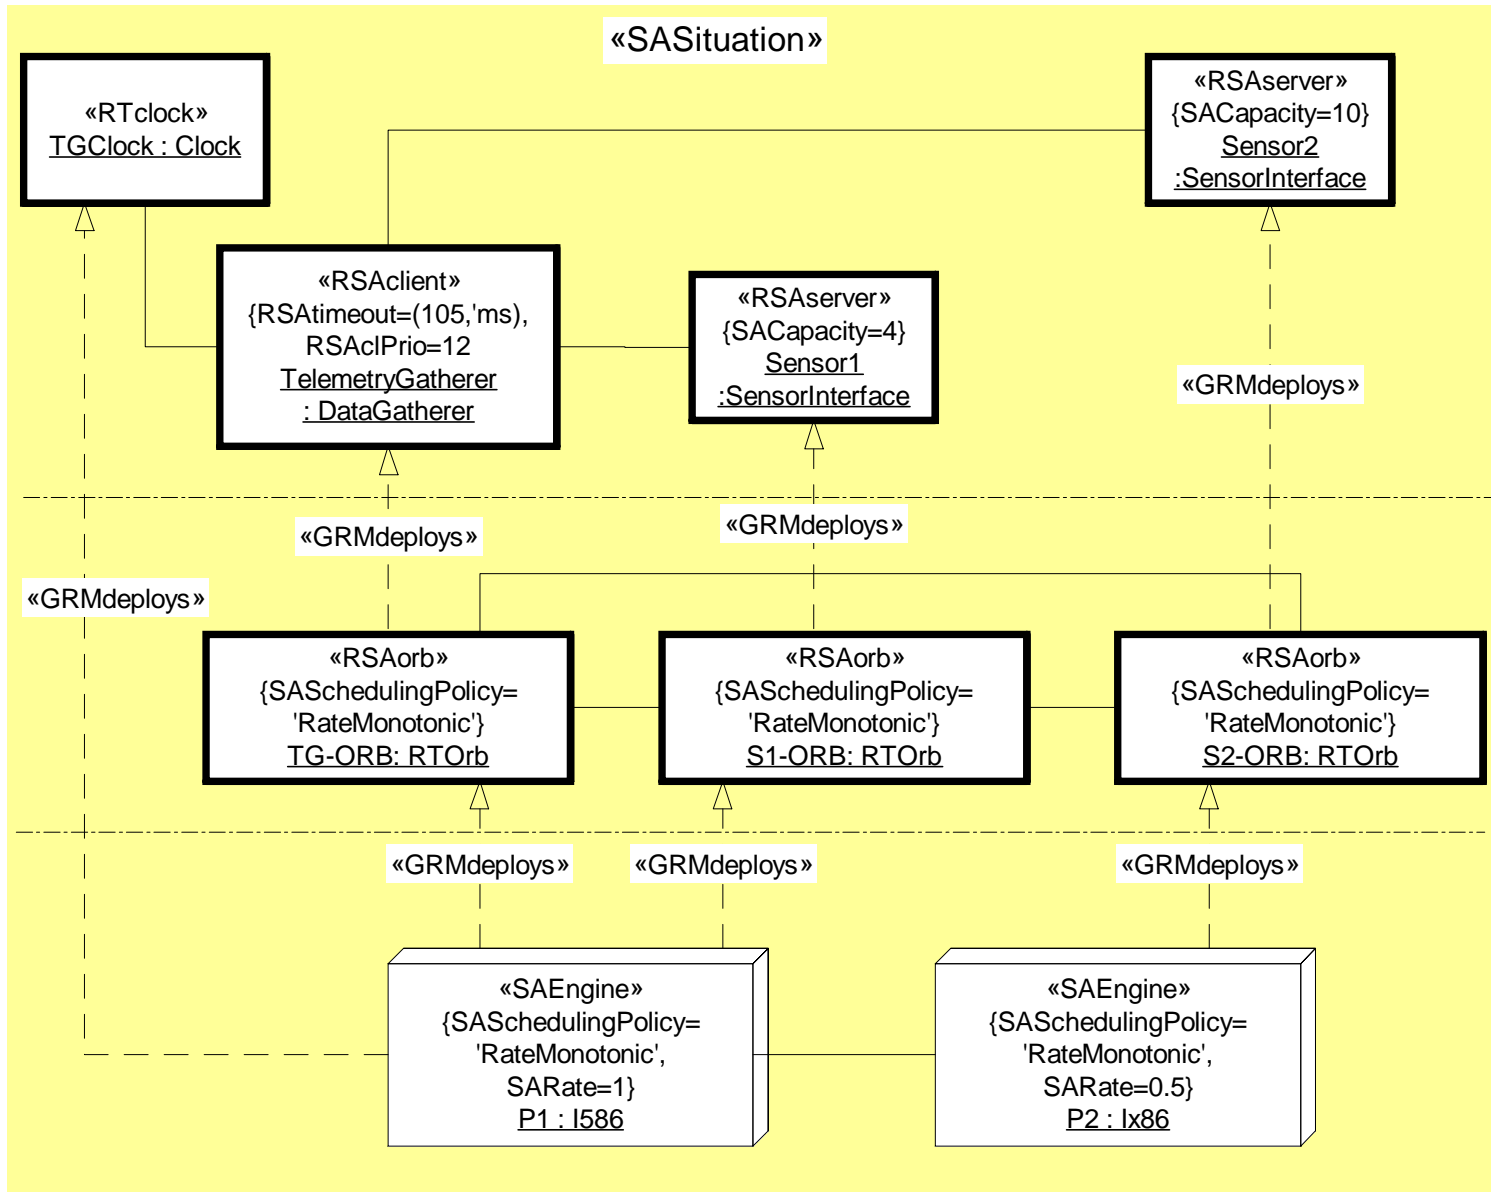 «SASituation»
«RTclock»
TGClock : Clock
«RSAserver»
{SACapacity=10}
Sensor2
:SensorInterface
«RSAclient»
{RSAtimeout=(105,'ms),
RSAclPrio=12
TelemetryGatherer
: DataGatherer
«RSAserver»
{SACapacity=4}
Sensor1
:SensorInterface
«GRMdeploys»
«GRMdeploys»
«GRMdeploys»
«GRMdeploys»
«RSAorb»
{SASchedulingPolicy=
'RateMonotonic'}
TG-ORB: RTOrb
«RSAorb»
{SASchedulingPolicy=
'RateMonotonic'}
S1-ORB: RTOrb
«RSAorb»
{SASchedulingPolicy=
'RateMonotonic'}
S2-ORB: RTOrb
«GRMdeploys»
«GRMdeploys»
«GRMdeploys»
«SAEngine»
{SASchedulingPolicy=
'RateMonotonic',
SARate=1}
P1 : I586
«SAEngine»
{SASchedulingPolicy=
'RateMonotonic',
SARate=0.5}
P2 : Ix86